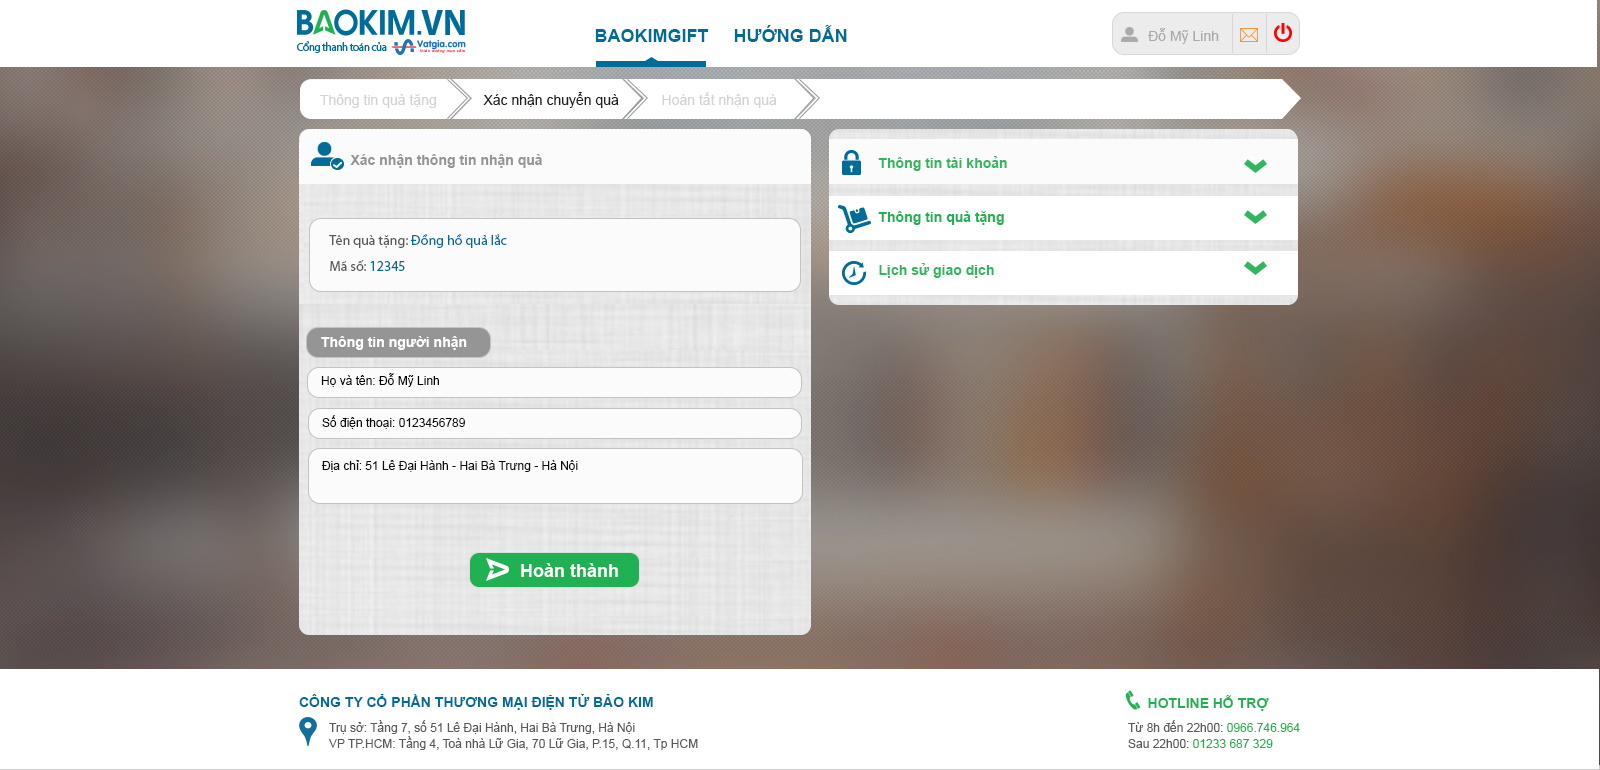 BAOKIM.VN
Cổng thanh toán của Vatgia.com
BAOKIMGIFT HƯỚNG DẪN
Đỗ Mỹ Linh
Thông tin quà tặng Xác nhận chuyển quà Hoàn tất nhận quà
Xác nhận thông tin nhận quà
Tên quà tặng: Đồng hồ quả lắc
Mã số: 12345
Thông tin người nhận
Họ và tên: Đỗ Mỹ Linh
Số điện thoại: 0123456789
Địa chỉ: 51 Lê Đại Hành - Hai Bà Trưng - Hà Nội
Hoàn thành
Thông tin tài khoản
Thông tin quà tặng
Lịch sử giao dịch
CÔNG TY CỔ PHẦN THƯƠNG MẠI ĐIỆN TỬ BẢO KIM
Trụ sở: Tầng 7, số 51 Lê Đại Hành, Hai Bà Trưng, Hà Nội
VP TP.HCM: Tầng 4, Toà nhà Lữ Gia, 70 Lữ Gia, P.15, Q.11, Tp HCM
HOTLINE HỖ TRỢ
Từ 8h đến 22h00: 0966.746.964
Sau 22h00: 01233 687 329